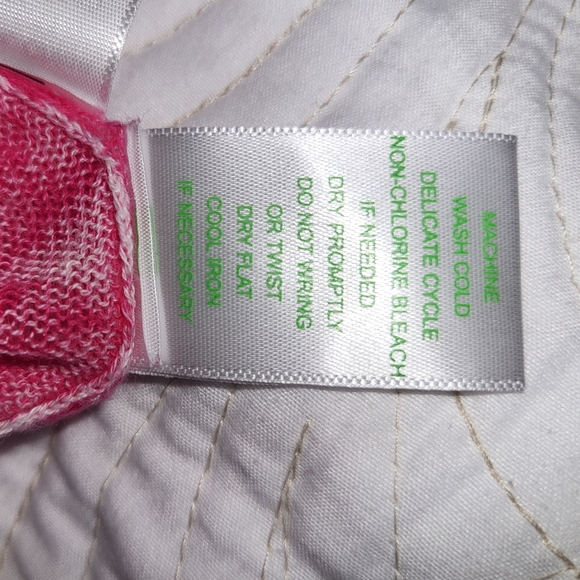 MACHINE
WASH COLD
DELICATE CYCLE
NON-CHLORINE BLEACH
IF NEEDED
DRY PROMPTLY
DO NOT WRING
OR TWIST
DRY FLAT
COOL IRON
IF NECESSARY